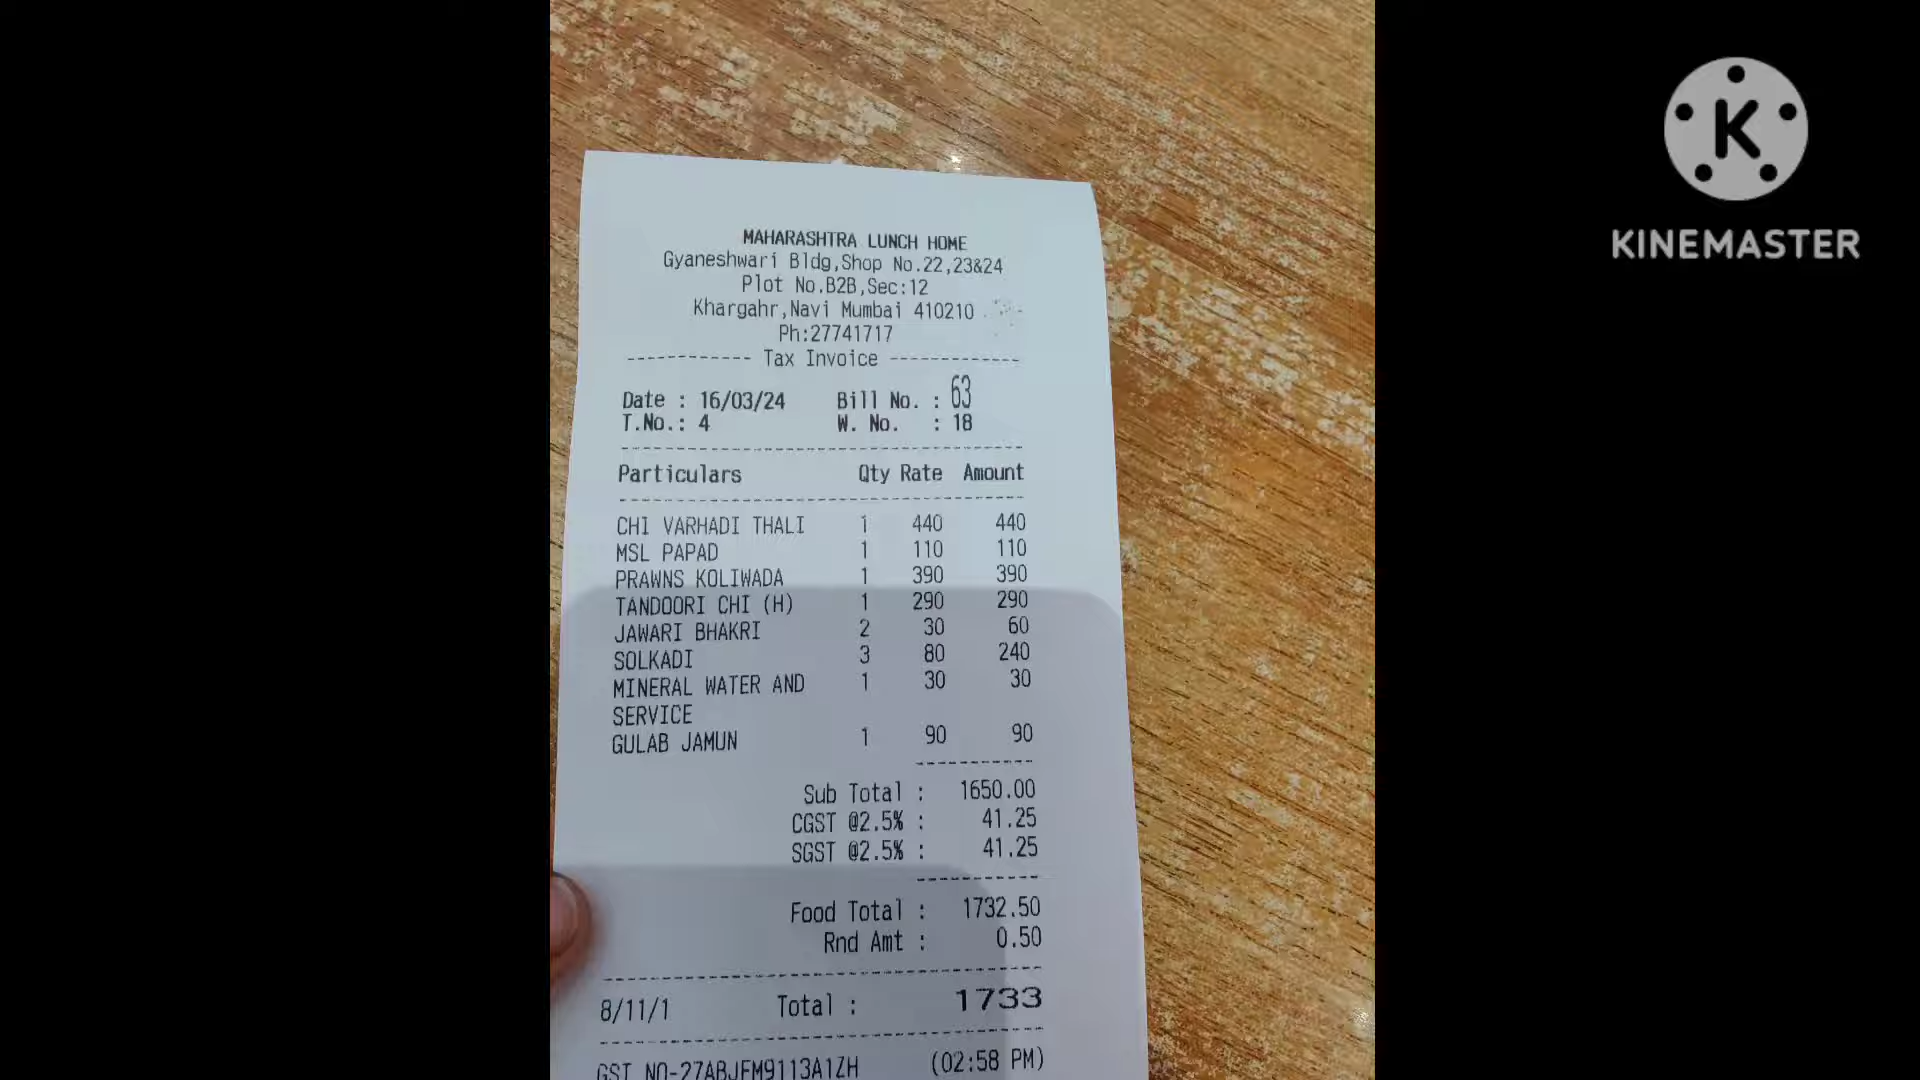 MAHARASHTRA LUNCH HOME
Gyaneshwari Bldg,Shop No.22,23&24
Plot No.B2B,Sec:12
Khargahr,Navi Mumbai 410210
Ph:27741717
------------ Tax Invoice -------------
Date : 16/03/24 Bill No. : 63
T.No.: 4 W. No. : 18
Particulars Qty Rate Amount
CHI VARHADI THALI 1 440 440
MSL PAPAD 1 110 110
PRAWNS KOLIWADA 1 390 390
TANDOORI CHI (H) 1 290 290
JAWARI BHAKRI 2 30 60
SOLKADI 3 80 240
MINERAL WATER AND 1 30 30
SERVICE
GULAB JAMUN 1 90 90
Sub Total : 1650.00
CGST @2.5% : 41.25
SGST @2.5% : 41.25
Food Total : 1732.50
Rnd Amt : 0.50
8/11/1 Total : 1733
GST NO-27ABJFM9113A1ZH (02:58 PM)
K
KINEMASTER